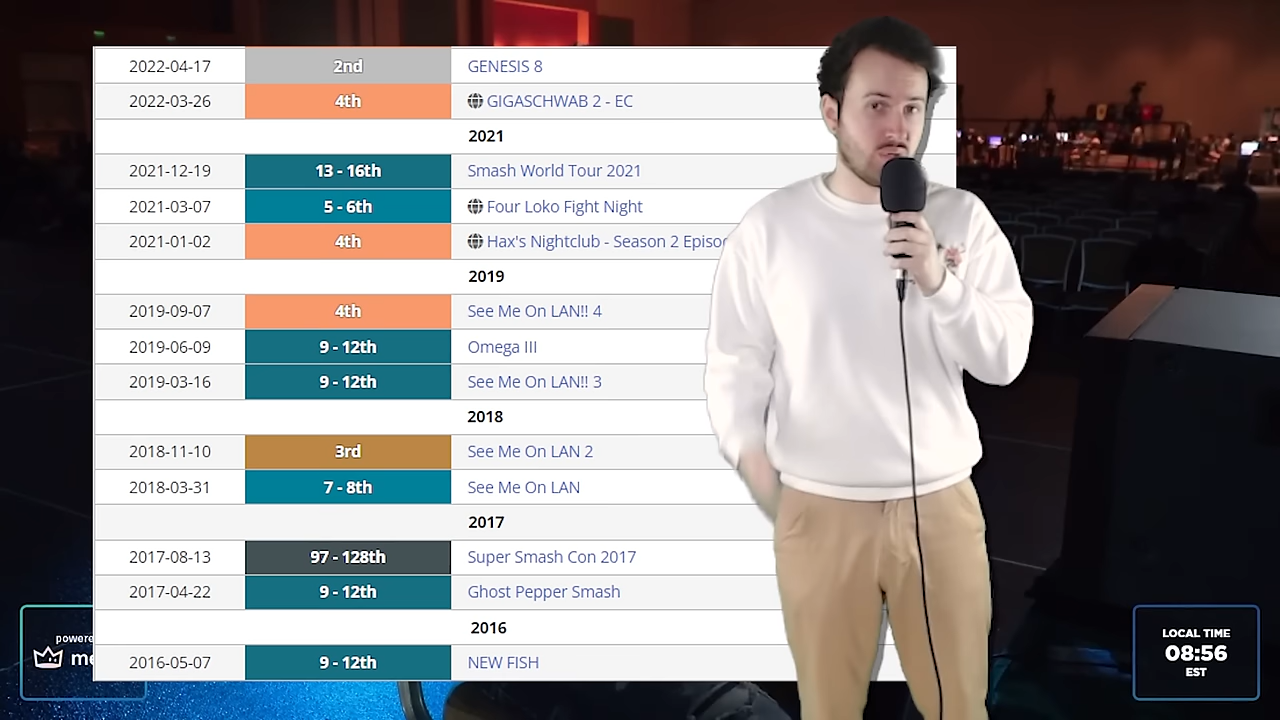 2022-04-17 2nd GENESIS 8
2022-03-26 4th GIGASCHWAB 2 - EC
2021
2021-12-19 13 - 16th Smash World Tour 2021
2021-03-07 5 - 6th Four Loko Fight Night
2021-01-02 4th Hax's Nightclub - Season 2
2019
2019-09-07 4th See Me On LAN!! 4
2019-06-09 9 - 12th Omega III
2019-03-16 9 - 12th See Me On LAN!! 3
2018
2018-11-10 3rd See Me On LAN 2
2018-03-31 7 - 8th See Me On LAN
2017
2017-08-13 97 - 128th Super Smash Con 2017
2017-04-22 9 - 12th Ghost Pepper Smash
2016
2016-05-07 9 - 12th NEW FISH
LOCAL TIME
08:56
EST